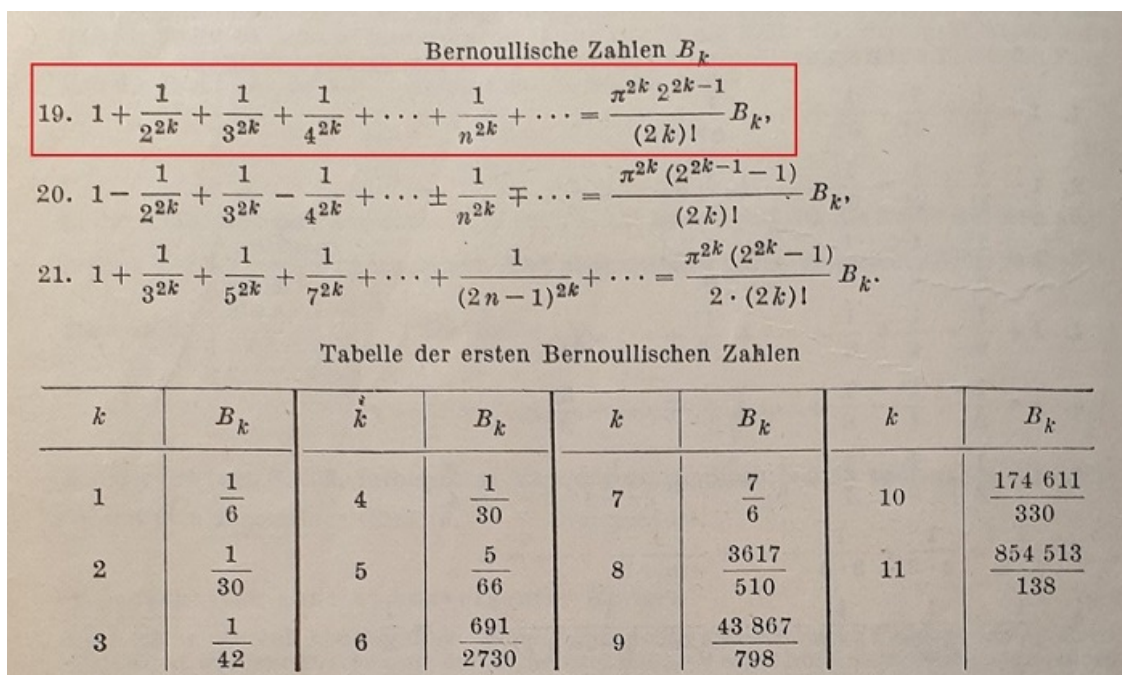 Bernoullische Zahlen B_k
19. 1 + 1/2^{2k} + 1/3^{2k} + 1/4^{2k} + ⋯ + 1/n^{2k} + ⋯ = π^{2k} 2^{2k−1}/(2k)! B_k,
20. 1 − 1/2^{2k} + 1/3^{2k} − 1/4^{2k} + ⋯ ± 1/n^{2k} ∓ ⋯ = π^{2k} (2^{2k−1} − 1)/(2k)! B_k,
21. 1 + 1/3^{2k} + 1/5^{2k} + 1/7^{2k} + ⋯ + 1/(2n − 1)^{2k} + ⋯ = π^{2k} (2^{2k} − 1)/2 · (2k)! B_k.
Tabelle der ersten Bernoullischen Zahlen
k B_k k B_k k B_k k B_k
1 1/6 4 1/30 7 7/6 10 174 611/330
2 1/30 5 5/66 8 3617/510 11 854 513/138
3 1/42 6 691/2730 9 43 867/798